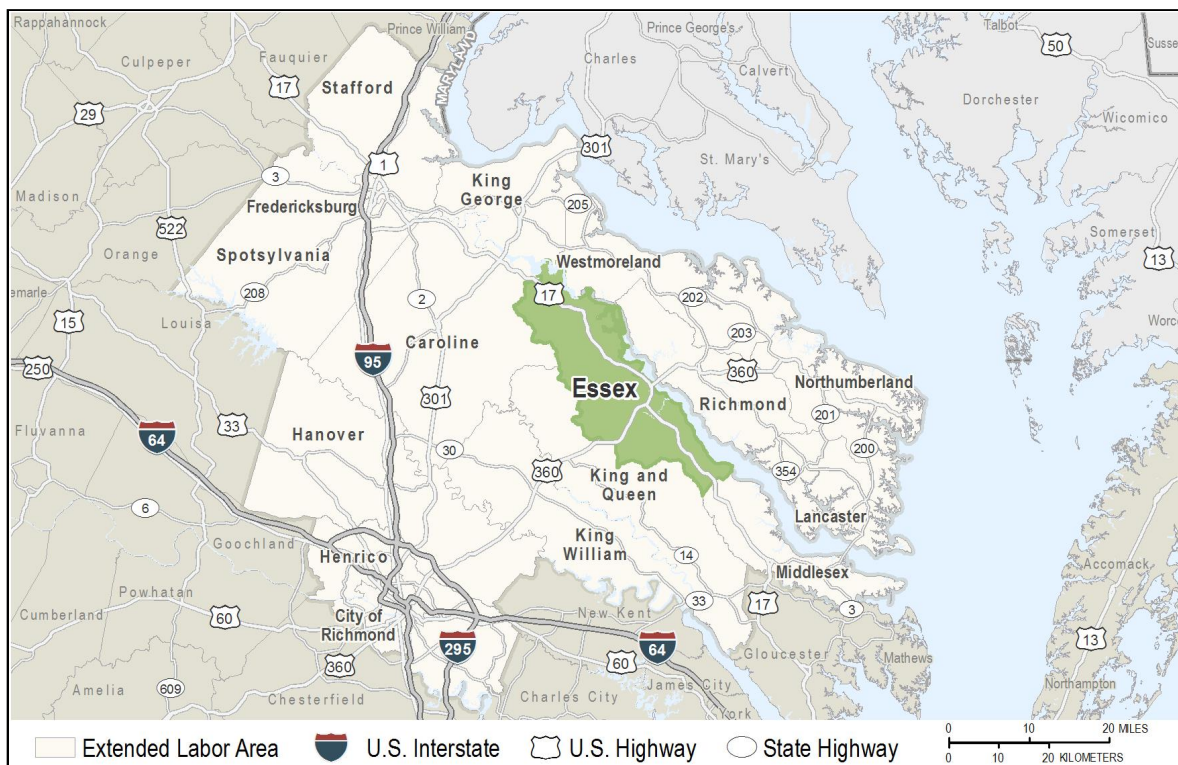 Rappahannock
Prince William
Prince George's
Talbot
50
Susse
Culpeper
Fauquier
17
MARYLAND
Charles
Calvert
Stafford
Dorchester
29
Wicomico
1
301
St. Mary's
3
King
George
Madison
Fredericksburg
205
522
Somerset
Orange
Spotsylvania
Westmoreland
13
emarle
208
2
17
202
15
Louisa
203
Worc
Caroline
95
360
250
Essex
Northumberland
301
Richmond
33
201
64
Hanover
Fluvanna
30
200
360
354
King and
Queen
6
Lancaster
Goochland
King
William
Henrico
14
Middlesex
Accomack
Powhatan
33
17
3
New Kent
Cumberland
60
City of
Richmond
295
64
13
360
60
Gloucester
Mathews
Amelia
609
Chesterfield
Charles City
James City
Northampton
York
Extended Labor Area
U.S. Interstate
U.S. Highway
State Highway
0 10 20 MILES
0 10 20 KILOMETERS